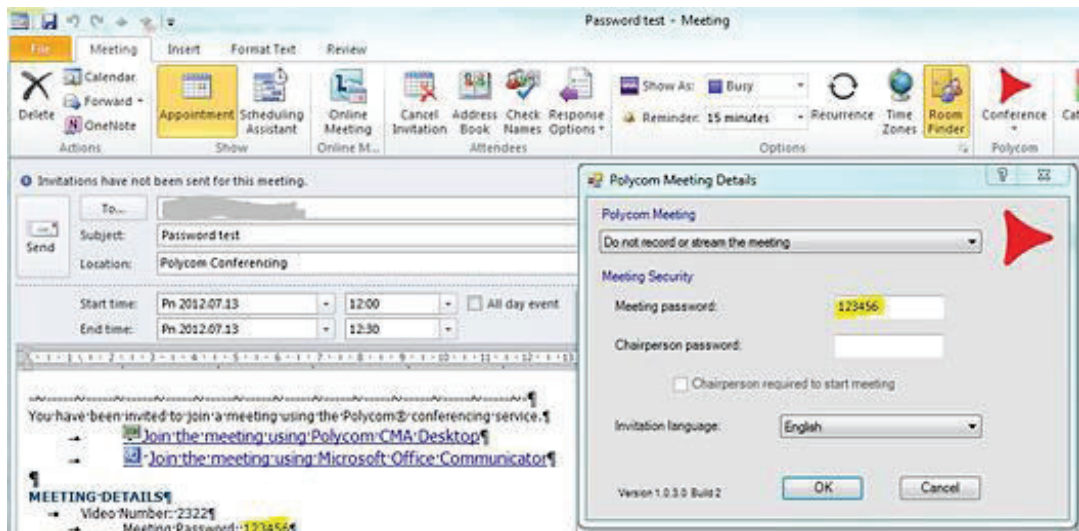 Password test - Meeting
File Meeting Insert Format Text Review
Delete
Calendar
Forward
OneNote
Actions
Appointment
Scheduling Assistant
Show
Online Meeting
Online M...
Cancel Invitation
Address Book
Check Names
Response Options
Attendees
Show As: Busy
Reminder: 15 minutes
Recurrence
Time Zones
Room Finder
Options
Conference
Polycom
Cat
Invitations have not been sent for this meeting.
Send
To...
Subject: Password test
Location: Polycom Conferencing
Start time: Pn 2012.07.13 12:00 All day event
End time: Pn 2012.07.13 12:30
You have been invited to join a meeting using the Polycom® conferencing service.¶
Join the meeting using Polycom CMA Desktop¶
Join the meeting using Microsoft Office Communicator¶
¶
MEETING DETAILS¶
Video Number: 2322¶
Meeting Password: 123456¶
Polycom Meeting Details
Polycom Meeting
Do not record or stream the meeting
Meeting Security
Meeting password: 123456
Chairperson password:
Chairperson required to start meeting
Invitation language: English
Version 1.0.3.0 Build 2
OK
Cancel